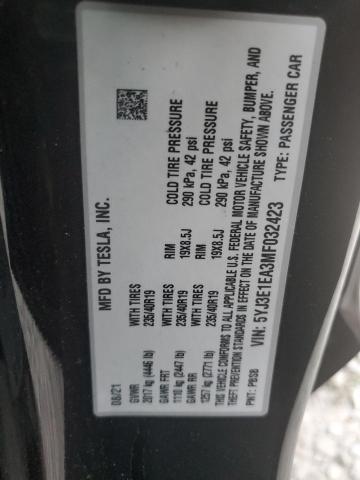 MFD BY TESLA, INC.
08/21
GVWR
2017 kg (4446 lb)
WITH TIRES
235/40R19
RIM
19X8.5J
COLD TIRE PRESSURE
290 kPa, 42 psi
GAWR FRT
1110 kg (2447 lb)
WITH TIRES
235/40R19
RIM
19X8.5J
COLD TIRE PRESSURE
290 kPa, 42 psi
GAWR RR
1257 kg (2771 lb)
WITH TIRES
235/40R19
THIS VEHICLE CONFORMS TO ALL APPLICABLE U.S. FEDERAL MOTOR VEHICLE SAFETY, BUMPER, AND
THEFT PREVENTION STANDARDS IN EFFECT ON THE DATE OF MANUFACTURE SHOWN ABOVE.
VIN: 5YJ3E1EA3MF032423
TYPE: PASSENGER CAR
PWT: PBSB